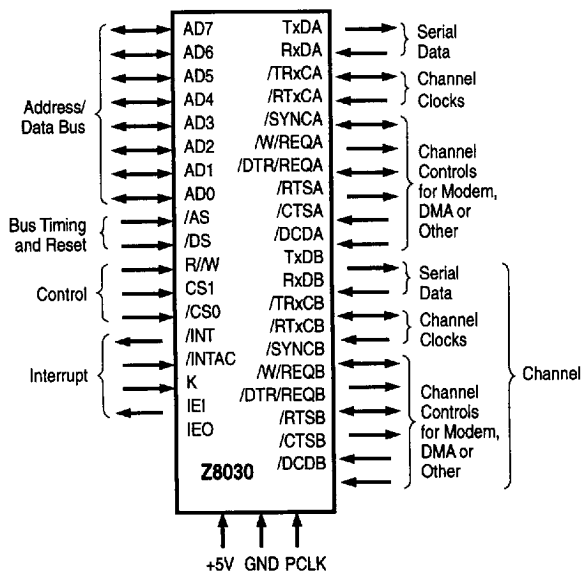 Address/
Data Bus
Bus Timing
and Reset
Control
Interrupt
AD7
AD6
AD5
AD4
AD3
AD2
AD1
AD0
/AS
/DS
R//W
CS1
/CS0
/INT
/INTAC
K
IEI
IEO
Z8030
TxDA
RxDA
/TRxCA
/RTxCA
/SYNCA
/W/REQA
/DTR/REQA
/RTSA
/CTSA
/DCDA
TxDB
RxDB
/TRxCB
/RTxCB
/SYNCB
/W/REQB
/DTR/REQB
/RTSB
/CTSB
/DCDB
Serial
Data
Channel
Clocks
Channel
Controls
for Modem,
DMA or
Other
Serial
Data
Channel
Clocks
Channel
Controls
for Modem,
DMA or
Other
Channel
+5V GND PCLK